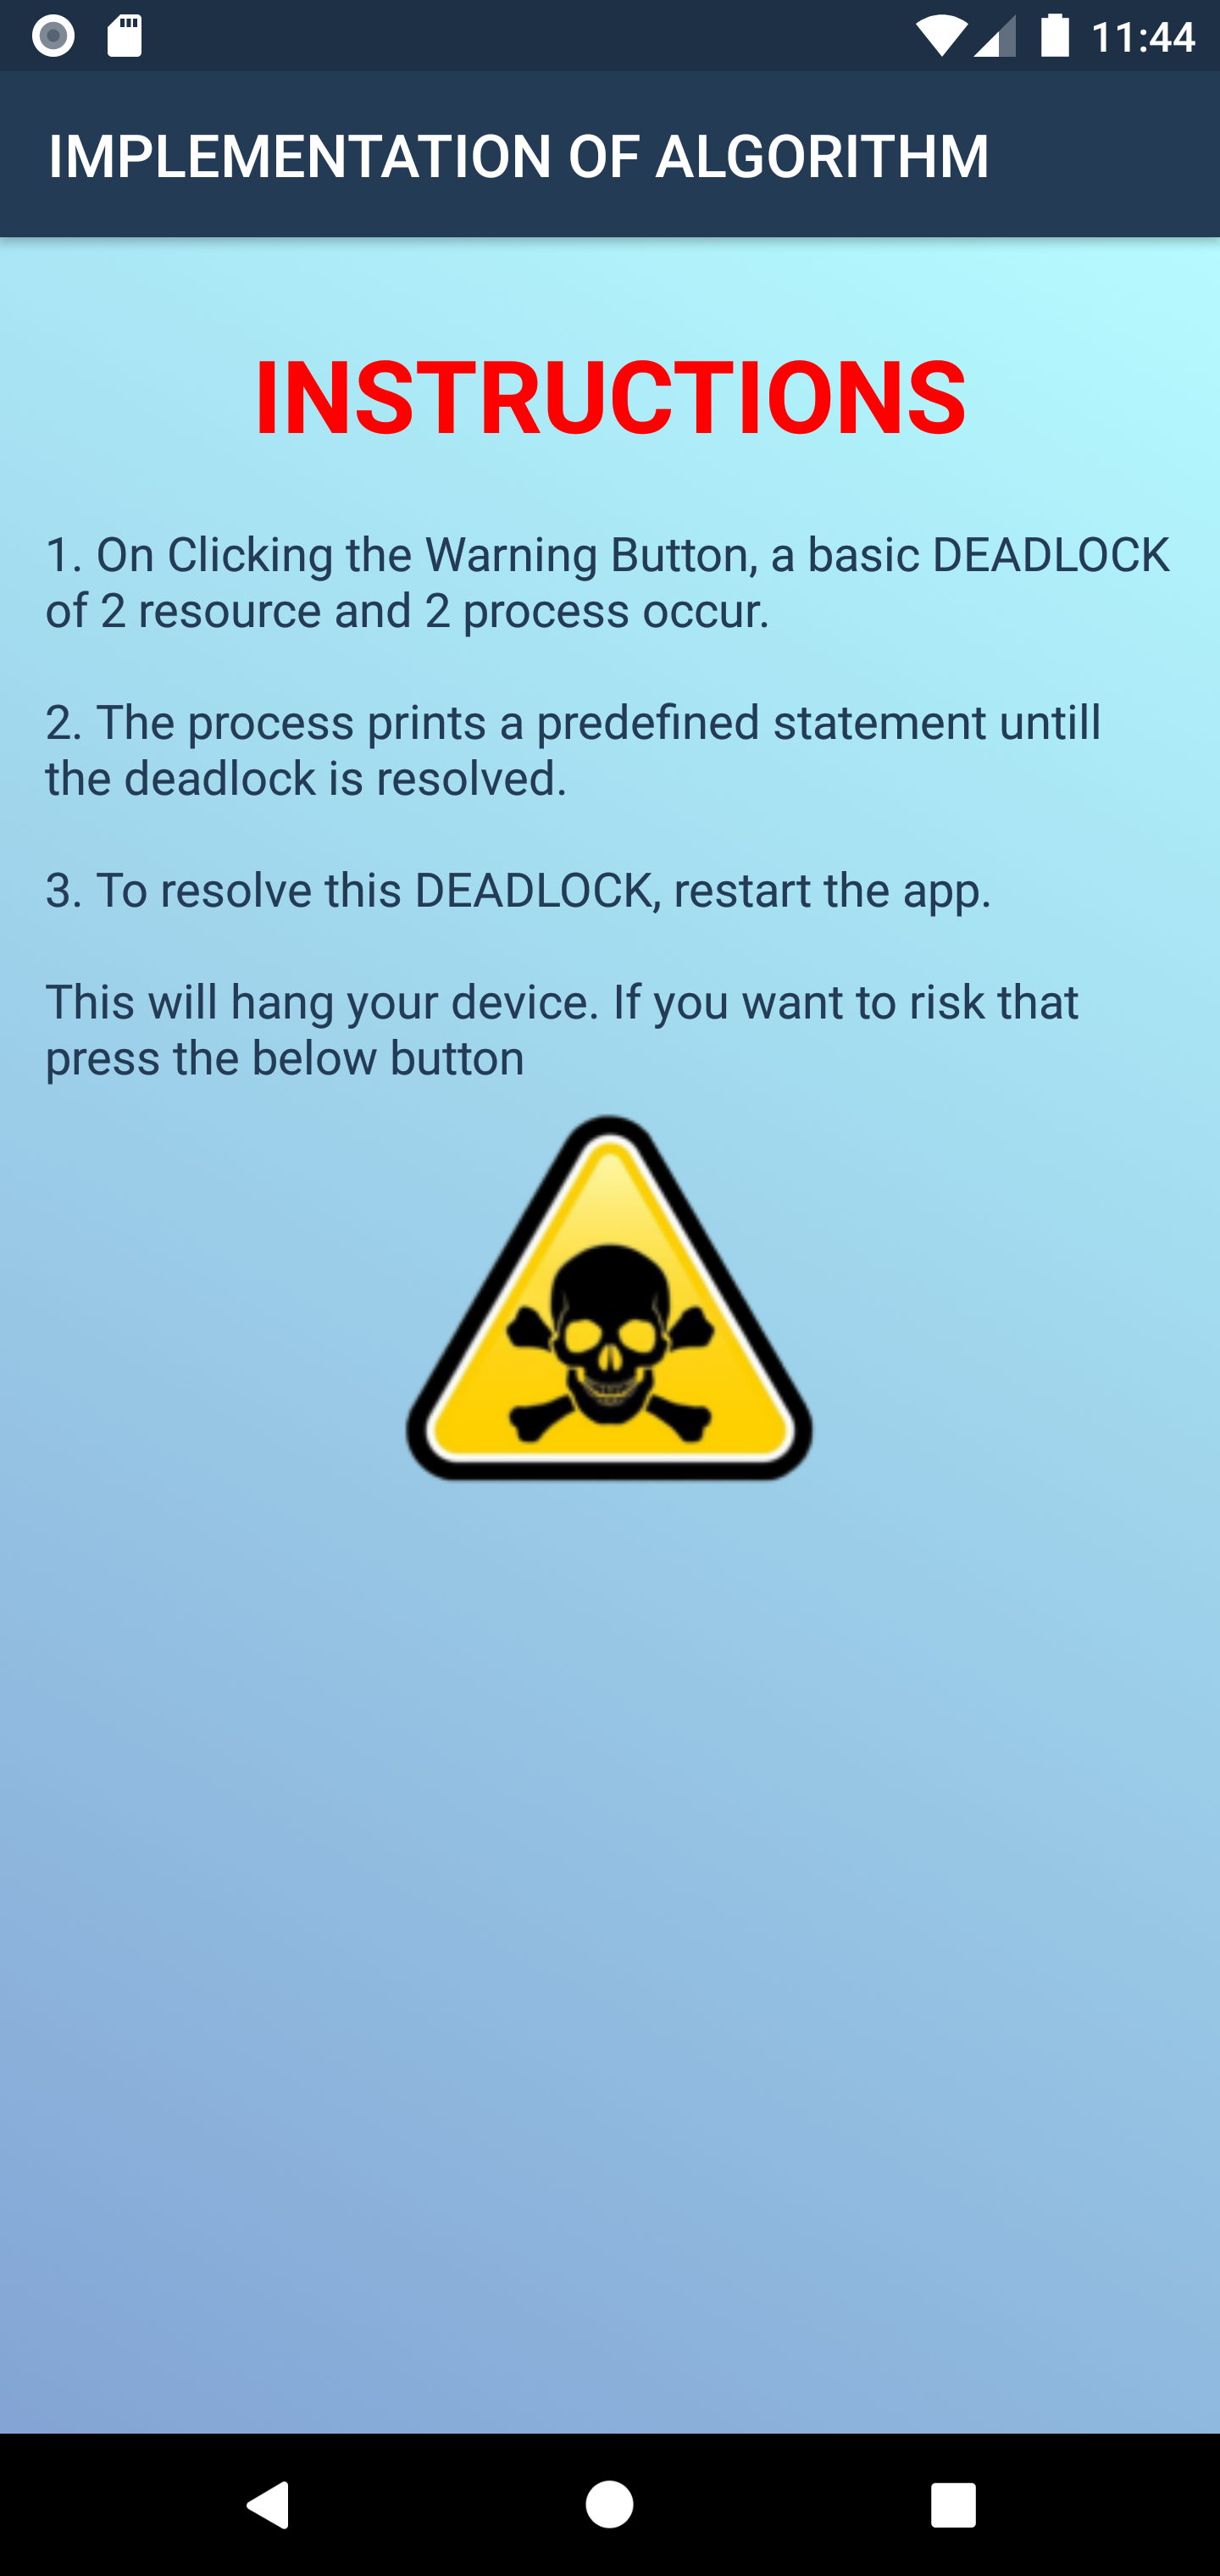 11:44
IMPLEMENTATION OF ALGORITHM
INSTRUCTIONS
1. On Clicking the Warning Button, a basic DEADLOCK
of 2 resource and 2 process occur.
2. The process prints a predefined statement untill
the deadlock is resolved.
3. To resolve this DEADLOCK, restart the app.
This will hang your device. If you want to risk that
press the below button